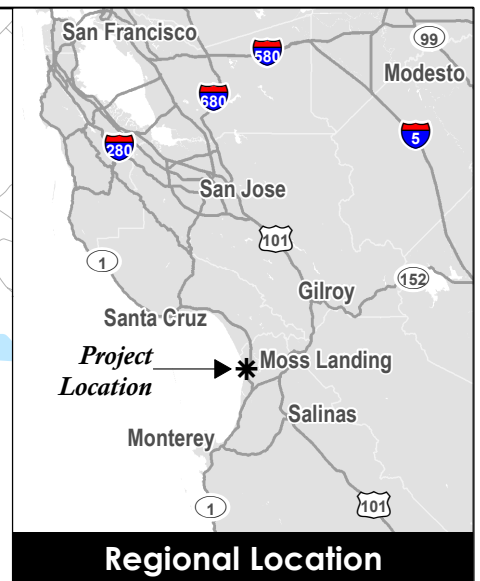 San Francisco
580
99
Modesto
680
5
280
San Jose
101
1
Gilroy
152
Santa Cruz
Project
Location
Moss Landing
Salinas
Monterey
1
101
Regional Location